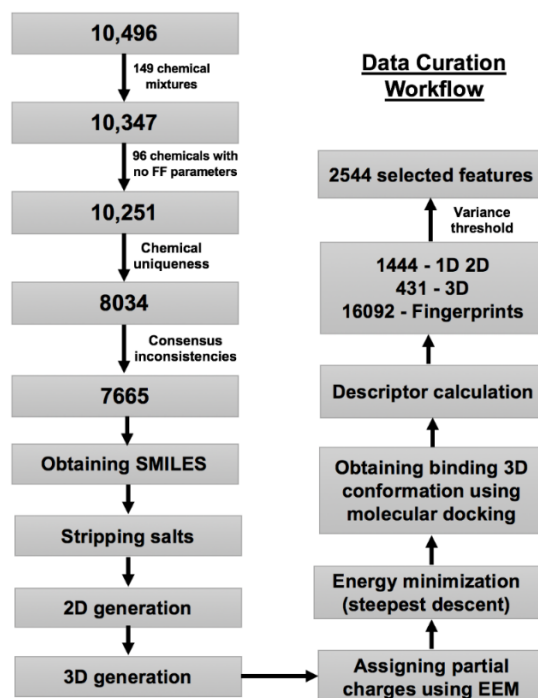 10,496
149 chemical
mixtures
10,347
96 chemicals with
no FF parameters
10,251
Chemical
uniqueness
8034
Consensus
inconsistencies
7665
Obtaining SMILES
Stripping salts
2D generation
3D generation
Data Curation
Workflow
2544 selected features
Variance
threshold
1444 - 1D 2D
431 - 3D
16092 - Fingerprints
Descriptor calculation
Obtaining binding 3D
conformation using
molecular docking
Energy minimization
(steepest descent)
Assigning partial
charges using EEM